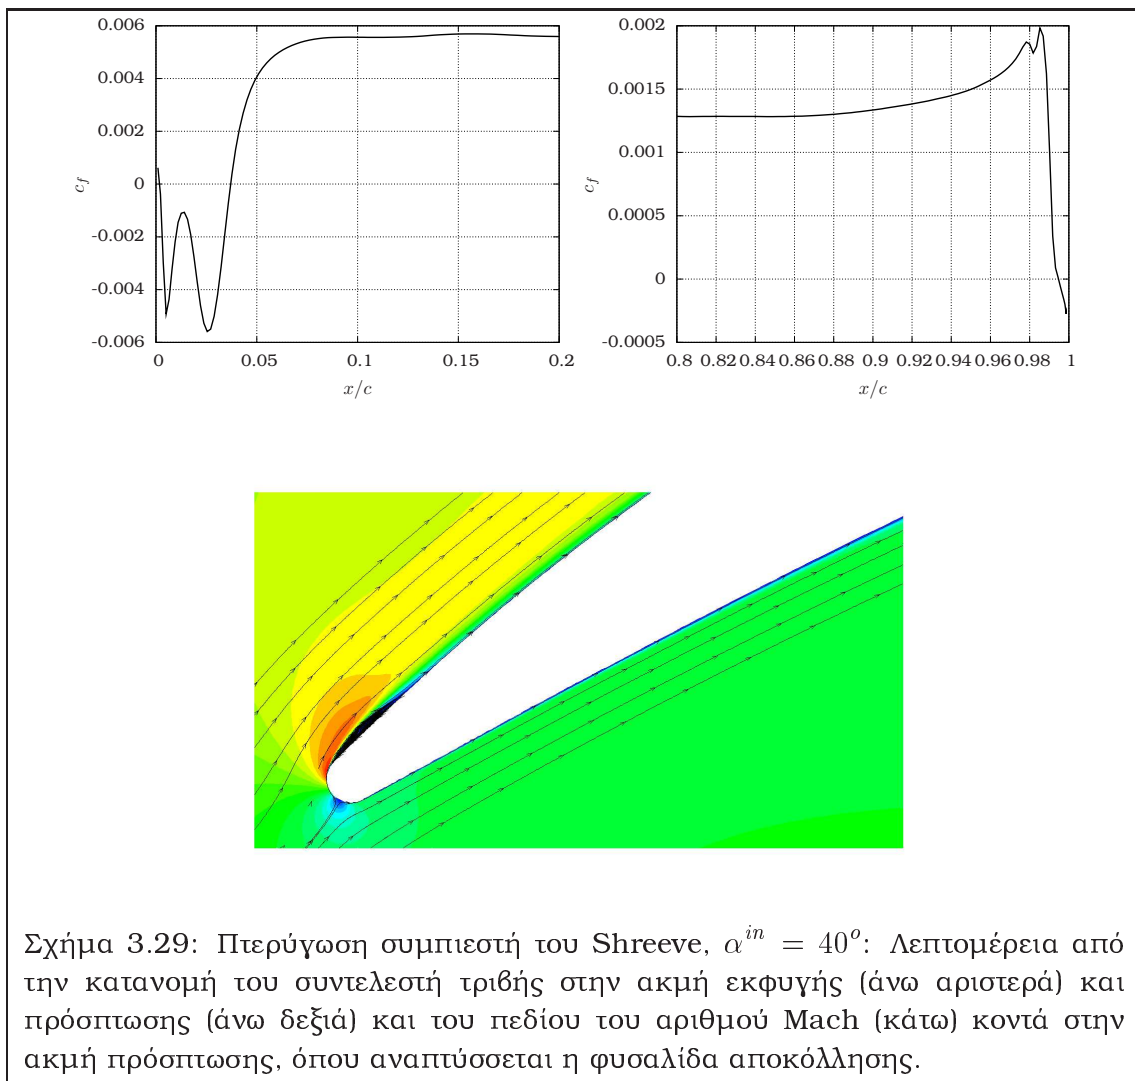 0.006
0.004
0.002
0
-0.002
-0.004
-0.006
c_f
0 0.05 0.1 0.15 0.2
x/c
0.002
0.0015
0.001
0.0005
0
-0.0005
c_f
0.8 0.82 0.84 0.86 0.88 0.9 0.92 0.94 0.96 0.98 1
x/c
Σχήμα 3.29: Πτερύγωση συμπιεστή του Shreeve, α^{in} = 40^o: Λεπτομέρεια από
την κατανομή του συντελεστή τριβής στην ακμή εκφυγής (άνω αριστερά) και
πρόσπτωσης (άνω δεξιά) και του πεδίου του αριθμού Mach (κάτω) κοντά στην
ακμή πρόσπτωσης, όπου αναπτύσσεται η φυσαλίδα αποκόλλησης.